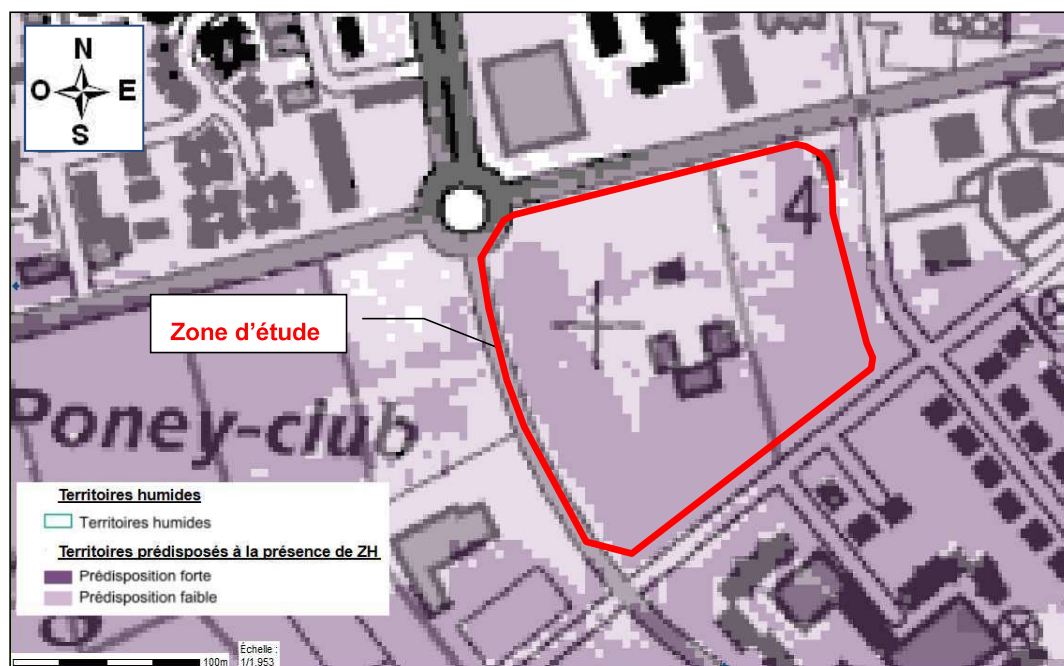 N
O E
S
4
Zone d'étude
Poney-club
Territoires humides
Territoires humides
Territoires prédisposés à la présence de ZH
Prédisposition forte
Prédisposition faible
100m
Échelle :
1/1,953